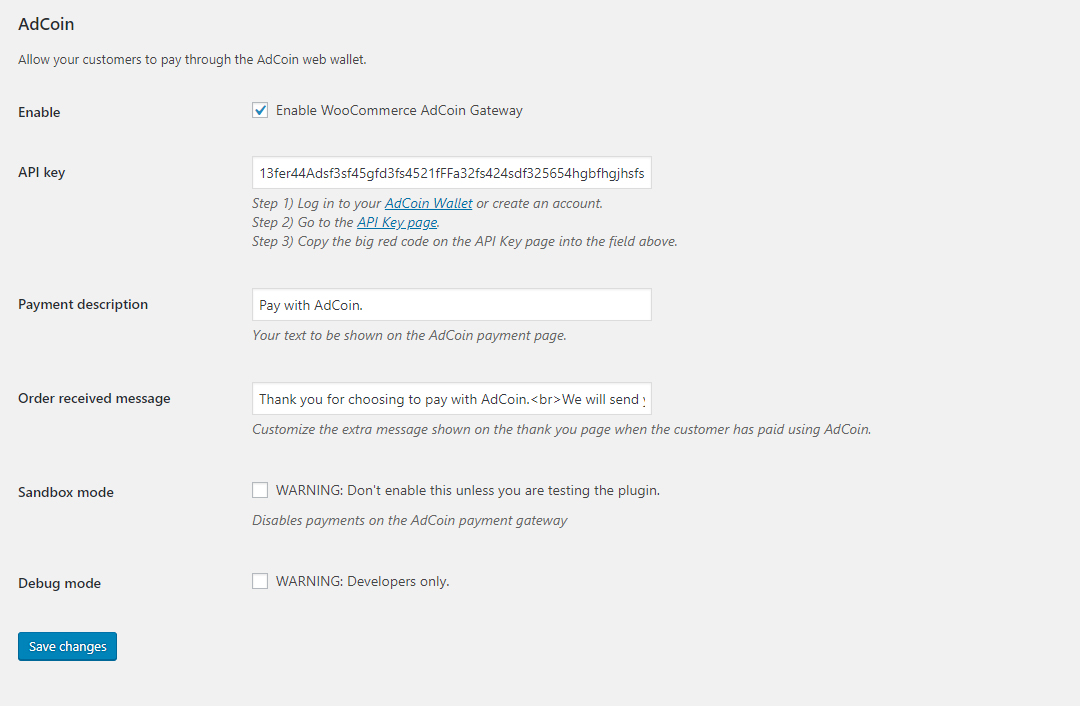 AdCoin
Allow your customers to pay through the AdCoin web wallet.
Enable
Enable WooCommerce AdCoin Gateway
API key
13fer44Adsf3sf45gfd3fs4521fFFa32fs424sdf325654hgbfhgjhsfs
Step 1) Log in to your AdCoin Wallet or create an account.
Step 2) Go to the API Key page.
Step 3) Copy the big red code on the API Key page into the field above.
Payment description
Pay with AdCoin.
Your text to be shown on the AdCoin payment page.
Order received message
Thank you for choosing to pay with AdCoin.<br>We will send
Customize the extra message shown on the thank you page when the customer has paid using AdCoin.
Sandbox mode
WARNING: Don't enable this unless you are testing the plugin.
Disables payments on the AdCoin payment gateway
Debug mode
WARNING: Developers only.
Save changes